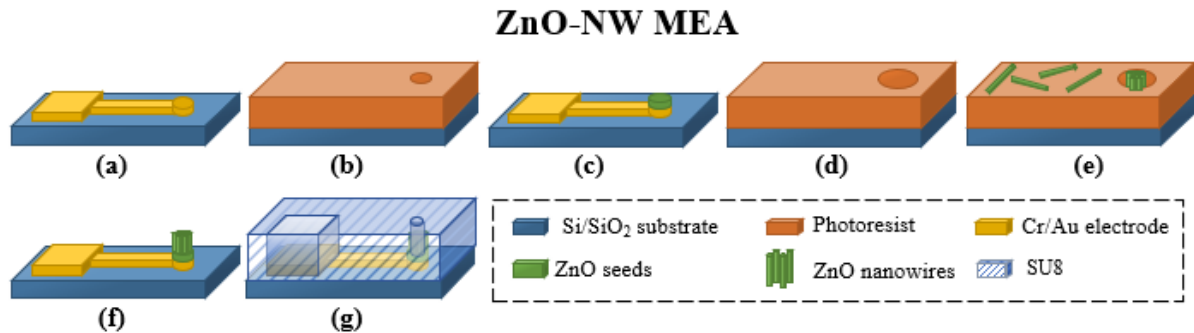 ZnO-NW MEA
(a) (b) (c) (d) (e)
Si/SiO₂ substrate Photoresist Cr/Au electrode
ZnO seeds ZnO nanowires SU8
(f) (g)